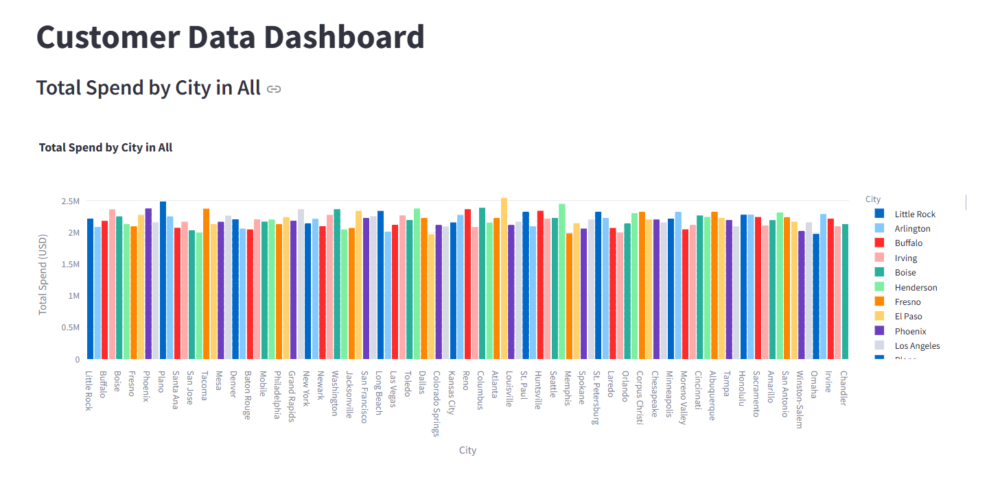 Customer Data Dashboard
Total Spend by City in All
Total Spend by City in All
Total Spend (USD)
2.5M
2M
1.5M
1M
0.5M
0
Little Rock
Buffalo
Boise
Fresno
Phoenix
Plano
Santa Ana
San Jose
Tacoma
Mesa
Denver
Baton Rouge
Mobile
Philadelphia
Grand Rapids
New York
Newark
Washington
Jacksonville
San Francisco
Long Beach
Las Vegas
Toledo
Dallas
Colorado Springs
Kansas City
Reno
Columbus
Atlanta
Louisville
St. Paul
Huntsville
Seattle
Memphis
Spokane
St. Petersburg
Laredo
Orlando
Corpus Christi
Chesapeake
Minneapolis
Moreno Valley
Cincinnati
Albuquerque
Tampa
Honolulu
Sacramento
Amarillo
San Antonio
Winston-Salem
Omaha
Irvine
Chandler
City
City
Little Rock
Arlington
Buffalo
Irving
Boise
Henderson
Fresno
El Paso
Phoenix
Los Angeles